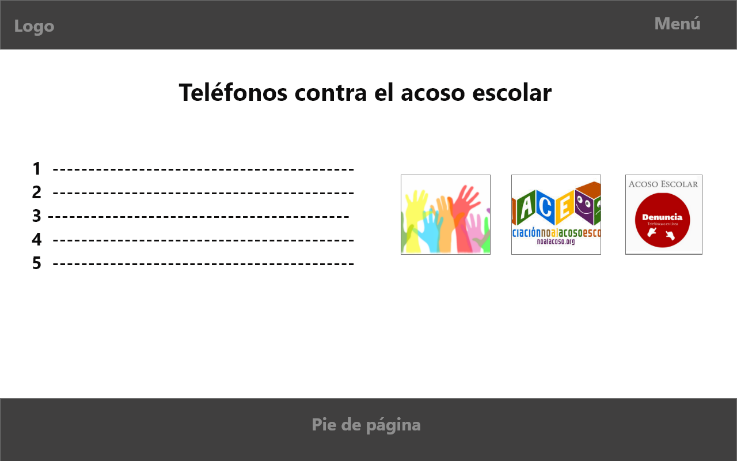 Logo
Menú
Teléfonos contra el acoso escolar
1 ------------------------------------------
2 ------------------------------------------
3 ------------------------------------------
4 ------------------------------------------
5 ------------------------------------------
ACE
ciaciónnoalacosoesco
noalacoso.org
Acoso Escolar
Denuncia
Pie de página